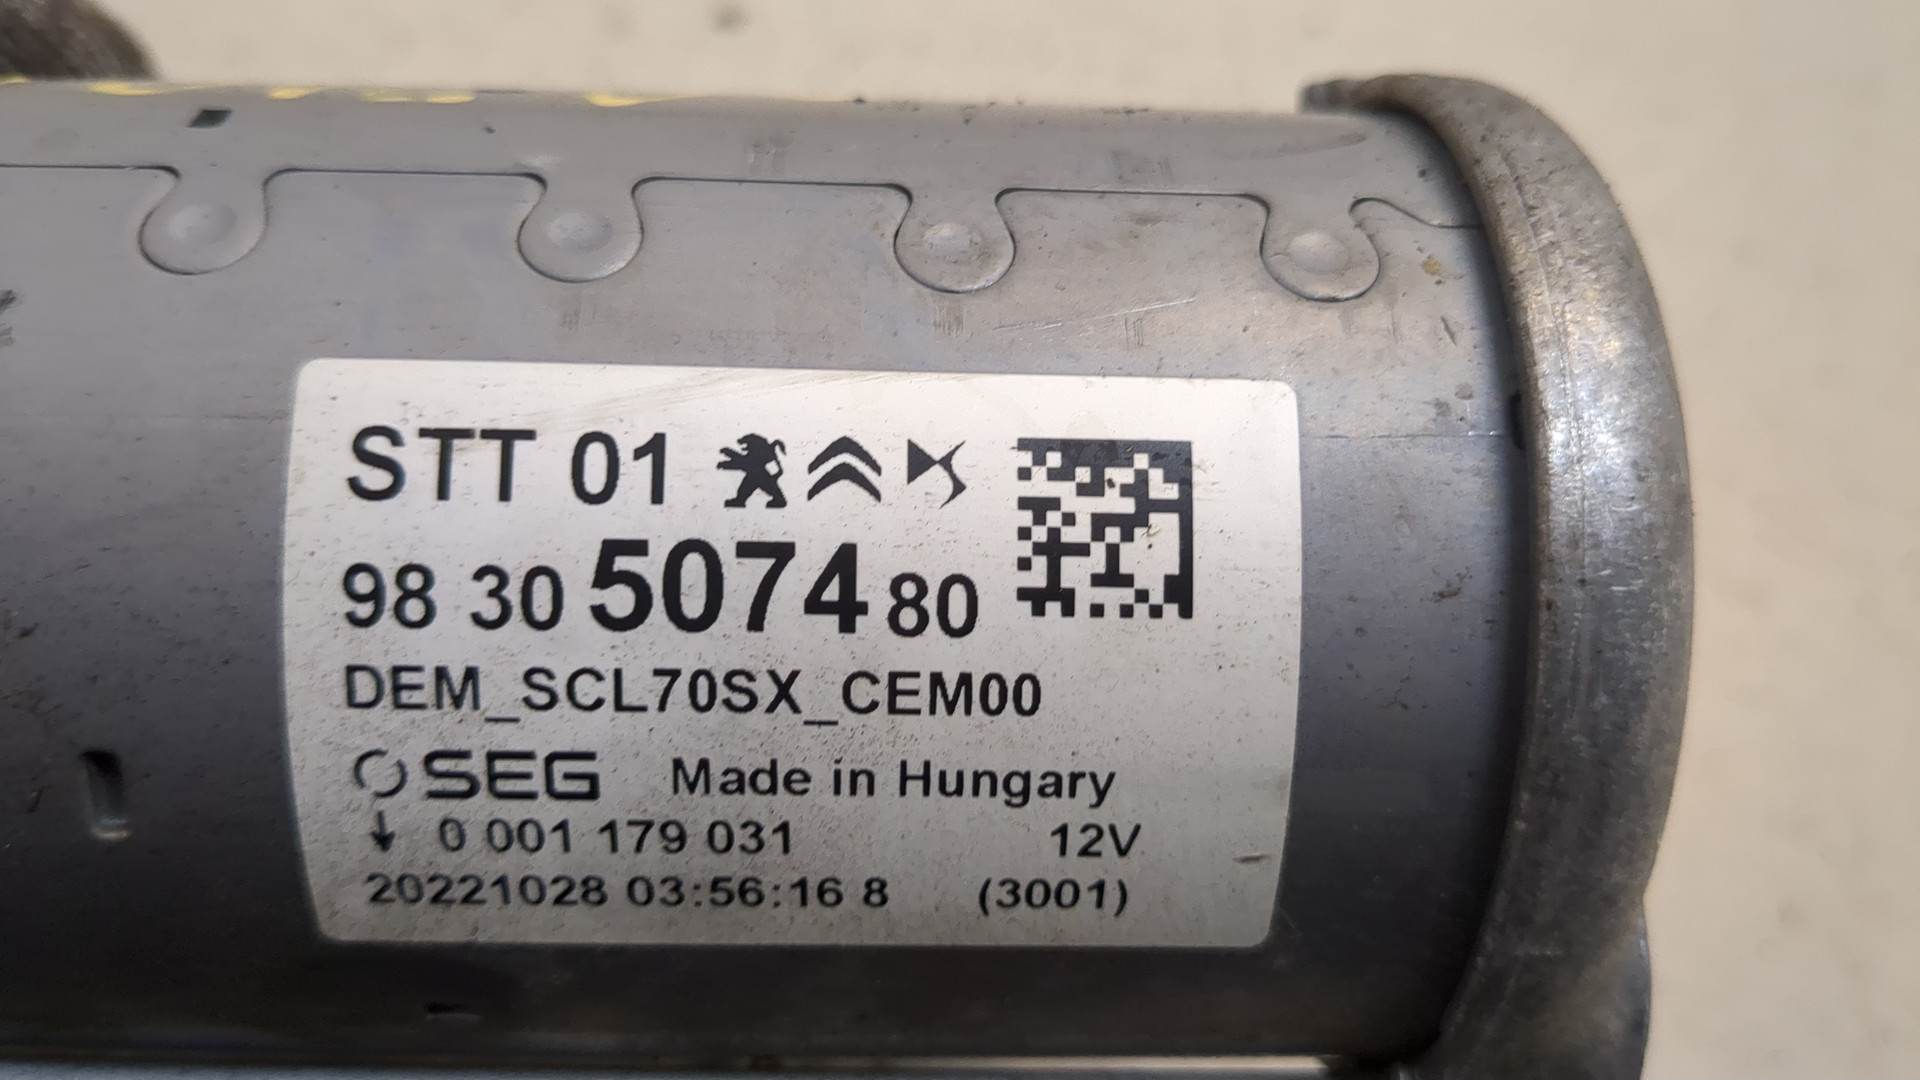 STT 01
98 30 5074 80
DEM_SCL70SX_CEM00
SEG Made in Hungary
↓ 0 001 179 031 12V
20221028 03:56:16 8 (3001)